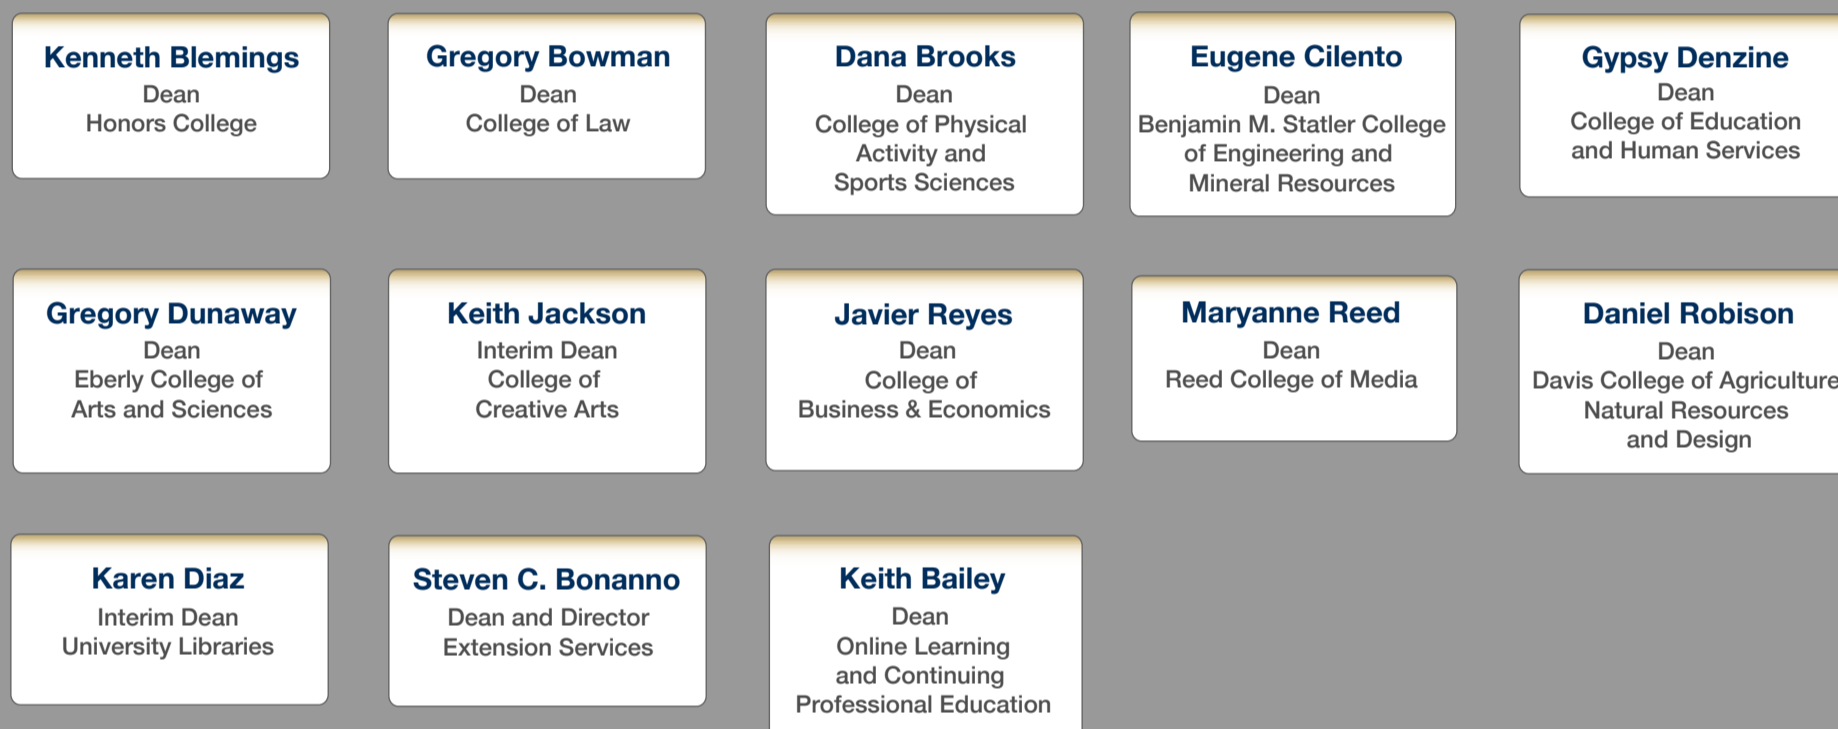 Kenneth Blemings
Dean
Honors College
Gregory Bowman
Dean
College of Law
Dana Brooks
Dean
College of Physical
Activity and
Sports Sciences
Eugene Cilento
Dean
Benjamin M. Statler College
of Engineering and
Mineral Resources
Gypsy Denzine
Dean
College of Education
and Human Services
Gregory Dunaway
Dean
Eberly College of
Arts and Sciences
Keith Jackson
Interim Dean
College of
Creative Arts
Javier Reyes
Dean
College of
Business & Economics
Maryanne Reed
Dean
Reed College of Media
Daniel Robison
Dean
Davis College of Agriculture
Natural Resources
and Design
Karen Diaz
Interim Dean
University Libraries
Steven C. Bonanno
Dean and Director
Extension Services
Keith Bailey
Dean
Online Learning
and Continuing
Professional Education